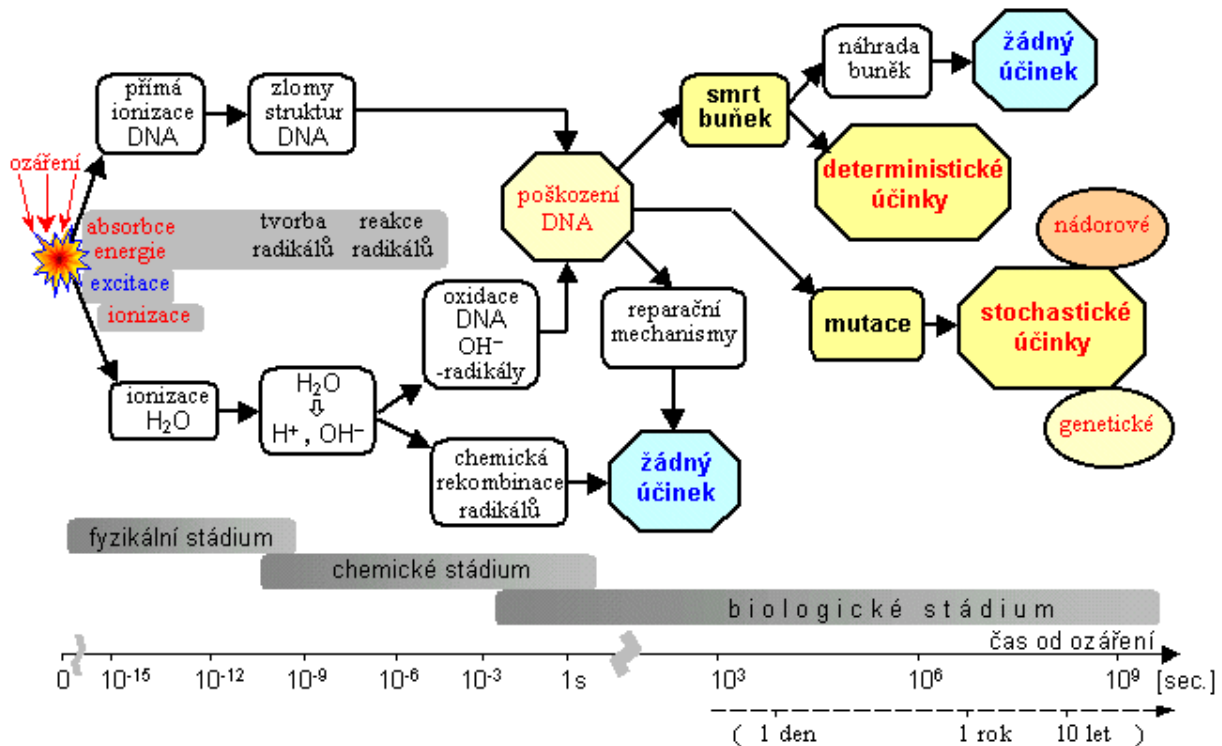 ozáření
přímá
ionizace
DNA
zlomy
struktur
DNA
absorbce
energie
excitace
ionizace
tvorba
radikálů
reakce
radikálů
ionizace
H₂O
H₂O
⇩
H⁺ , OH⁻
oxidace
DNA
OH⁻
-radikály
chemická
rekombinace
radikálů
poškození
DNA
smrt
buňek
náhrada
buněk
žádný
účinek
deterministické
účinky
reparační
mechanismy
žádný
účinek
mutace
stochastické
účinky
nádorové
genetické
fyzikální stádium
chemické stádium
biologické stádium
čas od ozáření
0 10⁻¹⁵ 10⁻¹² 10⁻⁹ 10⁻⁶ 10⁻³ 1s 10³ 10⁶ 10⁹ [sec.]
( 1 den 1 rok 10 let )